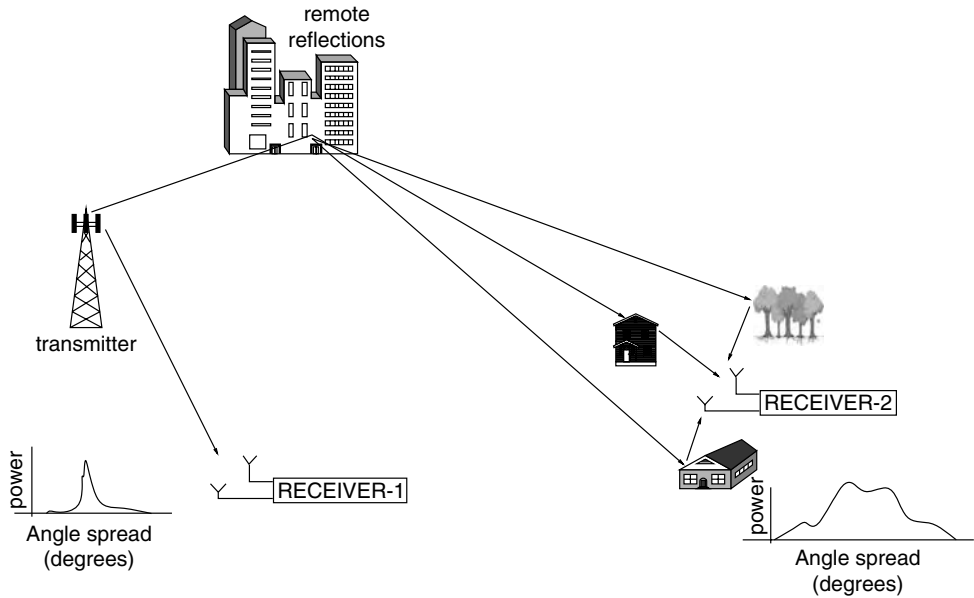 remote
reflections
transmitter
RECEIVER-2
RECEIVER-1
power
Angle spread
(degrees)
power
Angle spread
(degrees)